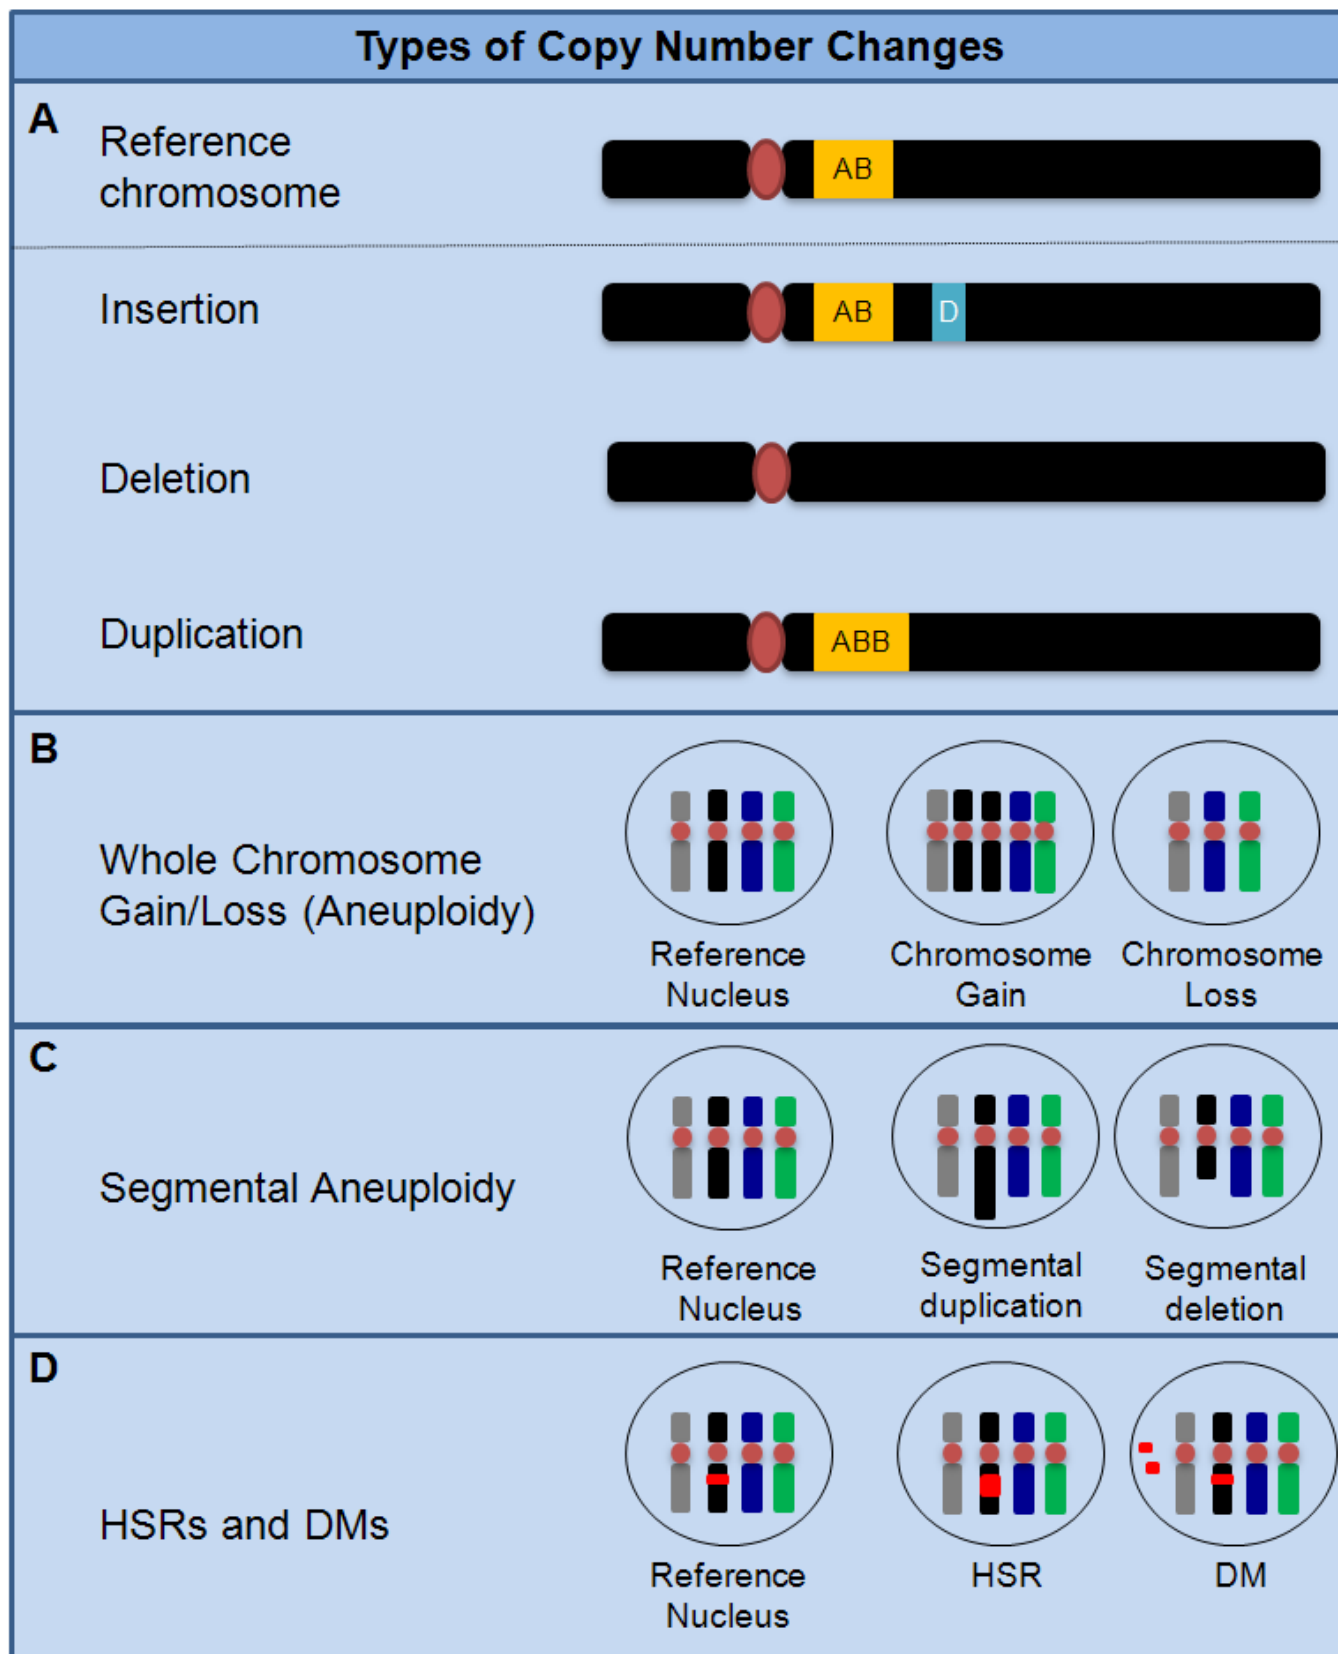 Types of Copy Number Changes
A
Reference
chromosome
AB
Insertion
AB
D
Deletion
Duplication
ABB
B
Whole Chromosome
Gain/Loss (Aneuploidy)
Reference
Nucleus
Chromosome
Gain
Chromosome
Loss
C
Segmental Aneuploidy
Reference
Nucleus
Segmental
duplication
Segmental
deletion
D
HSRs and DMs
Reference
Nucleus
HSR
DM